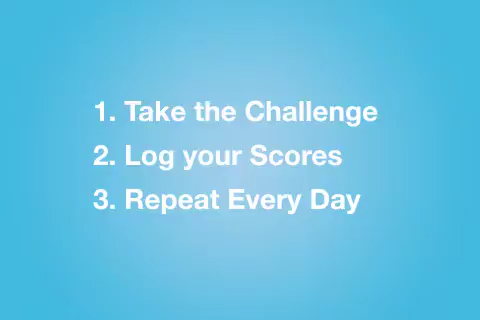 1. Take the Challenge
2. Log your Scores
3. Repeat Every Day